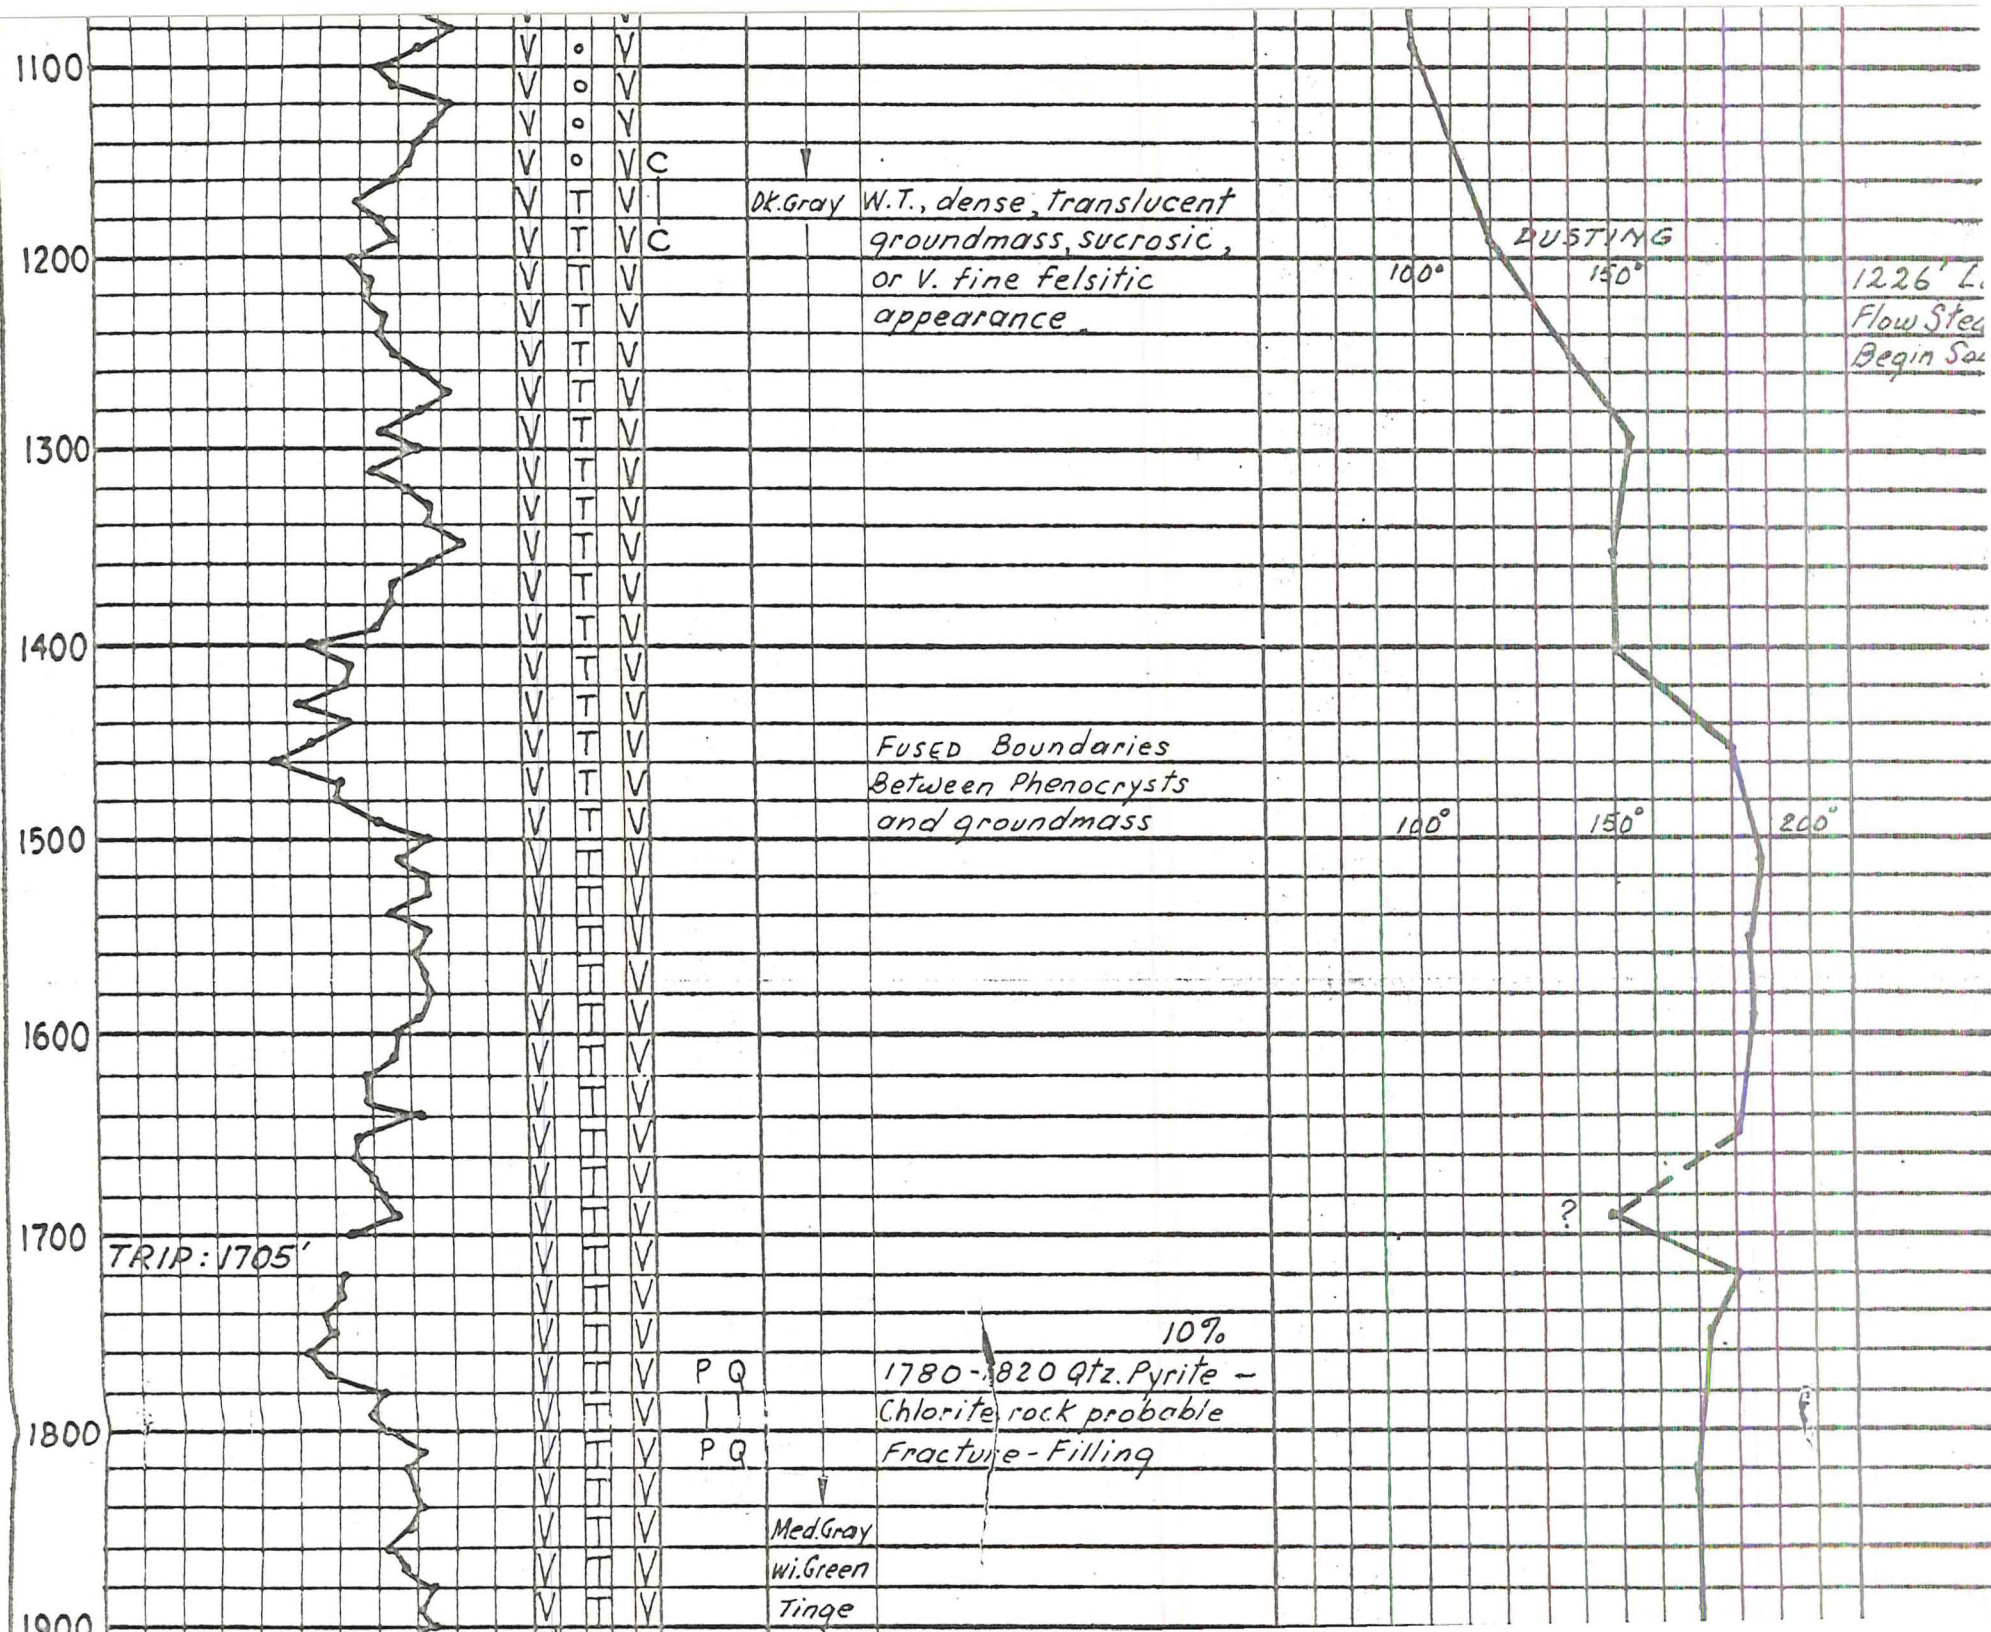 1100
V o V
V o V
V o V
V o V C
Dk.Gray W.T., dense, Translucent
V T V
groundmass, sucrosic,
V T V C
DUSTING
1200
100° 150°
or V. fine felsitic
V T V
1226' L.
appearance.
V T V
Flow
V T V
Begin
V T V
V T V
1300
V T V
V T V
V T V
V T V
V T V
1400
V T V
V T V
FUSED Boundaries
V T V
Between Phenocrysts
V T V
and groundmass
V T V
100° 150° 200°
1500
V T V
V T V
V T V
V T V
V T V
1600
V T V
V T V
V T V
V T V
V T V
?
1700
TRIP: 1705'
V T V
V T V
V T V
10%
V T V
P Q
1780-1820 Qtz. Pyrite -
V T V
Chlorite rock probable
1800
V T V
P Q
Fracture-Filling
V T V
V T V
Med.Gray
V T V
wi.Green
V T V
Tinge
1900